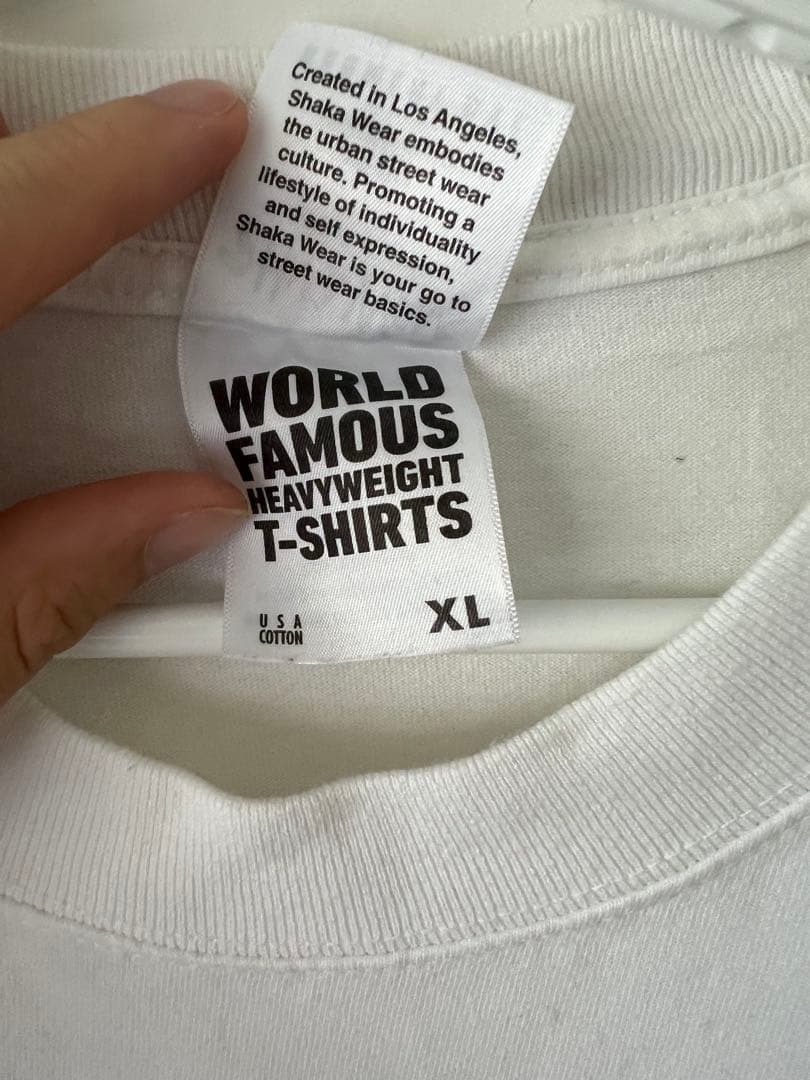 Created in Los Angeles,
Shaka Wear embodies
the urban street wear
culture. Promoting a
lifestyle of individuality
and self expression,
Shaka Wear is your go to
street wear basics.
WORLD
FAMOUS
HEAVYWEIGHT
T-SHIRTS
USA
COTTON
XL